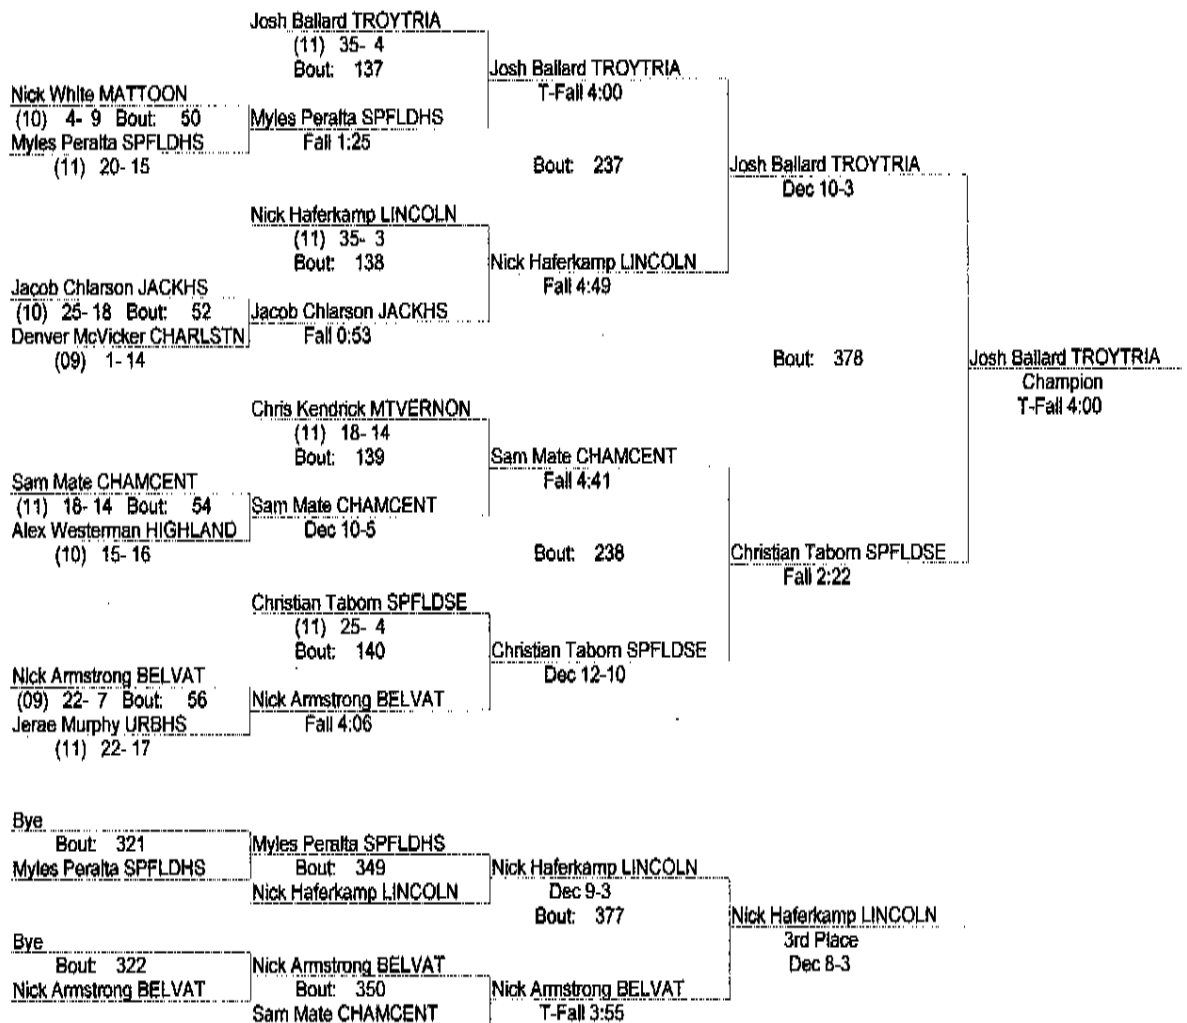 Josh Ballard TROYTRIA
(11) 35- 4
Bout: 137
Josh Ballard TROYTRIA
T-Fall 4:00
Nick White MATTOON
(10) 4- 9 Bout: 50
Myles Peralta SPFLDHS
Myles Peralta SPFLDHS
Fall 1:25
(11) 20- 15
Bout: 237
Josh Ballard TROYTRIA
Dec 10-3
Nick Haferkamp LINCOLN
(11) 35- 3
Bout: 138
Nick Haferkamp LINCOLN
Fall 4:49
Jacob Chlarson JACKHS
(10) 25- 18 Bout: 52
Jacob Chlarson JACKHS
Denver McVicker CHARLSTN
Fall 0:53
(09) 1- 14
Bout: 378
Josh Ballard TROYTRIA
Champion
T-Fall 4:00
Chris Kendrick MTVERNON
(11) 18- 14
Bout: 139
Sam Mate CHAMCENT
Fall 4:41
Sam Mate CHAMCENT
(11) 18- 14 Bout: 54
Sam Mate CHAMCENT
Alex Westerman HIGHLAND
Dec 10-5
(10) 15- 16
Bout: 238
Christian Taborn SPFLDSE
Fall 2:22
Christian Taborn SPFLDSE
(11) 25- 4
Bout: 140
Christian Taborn SPFLDSE
Dec 12-10
Nick Armstrong BELVAT
(09) 22- 7 Bout: 56
Nick Armstrong BELVAT
Jerae Murphy URBHS
Fall 4:06
(11) 22- 17
Bye
Bout: 321
Myles Peralta SPFLDHS
Myles Peralta SPFLDHS
Bout: 349
Nick Haferkamp LINCOLN
Nick Haferkamp LINCOLN
Dec 9-3
Bout: 377
Nick Haferkamp LINCOLN
3rd Place
Dec 8-3
Bye
Bout: 322
Nick Armstrong BELVAT
Nick Armstrong BELVAT
Bout: 350
Sam Mate CHAMCENT
Nick Armstrong BELVAT
T-Fall 3:55